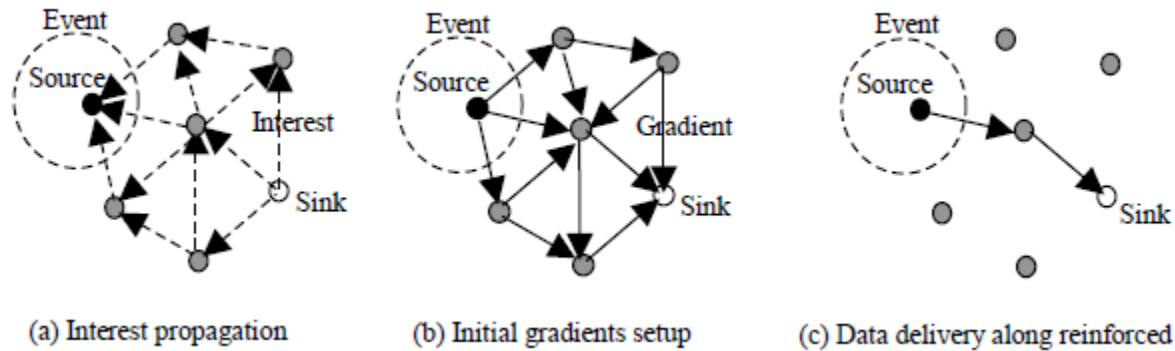 Event
Source
Interest
Sink
(a) Interest propagation
Event
Source
Gradient
Sink
(b) Initial gradients setup
Event
Source
Sink
(c) Data delivery along reinforced